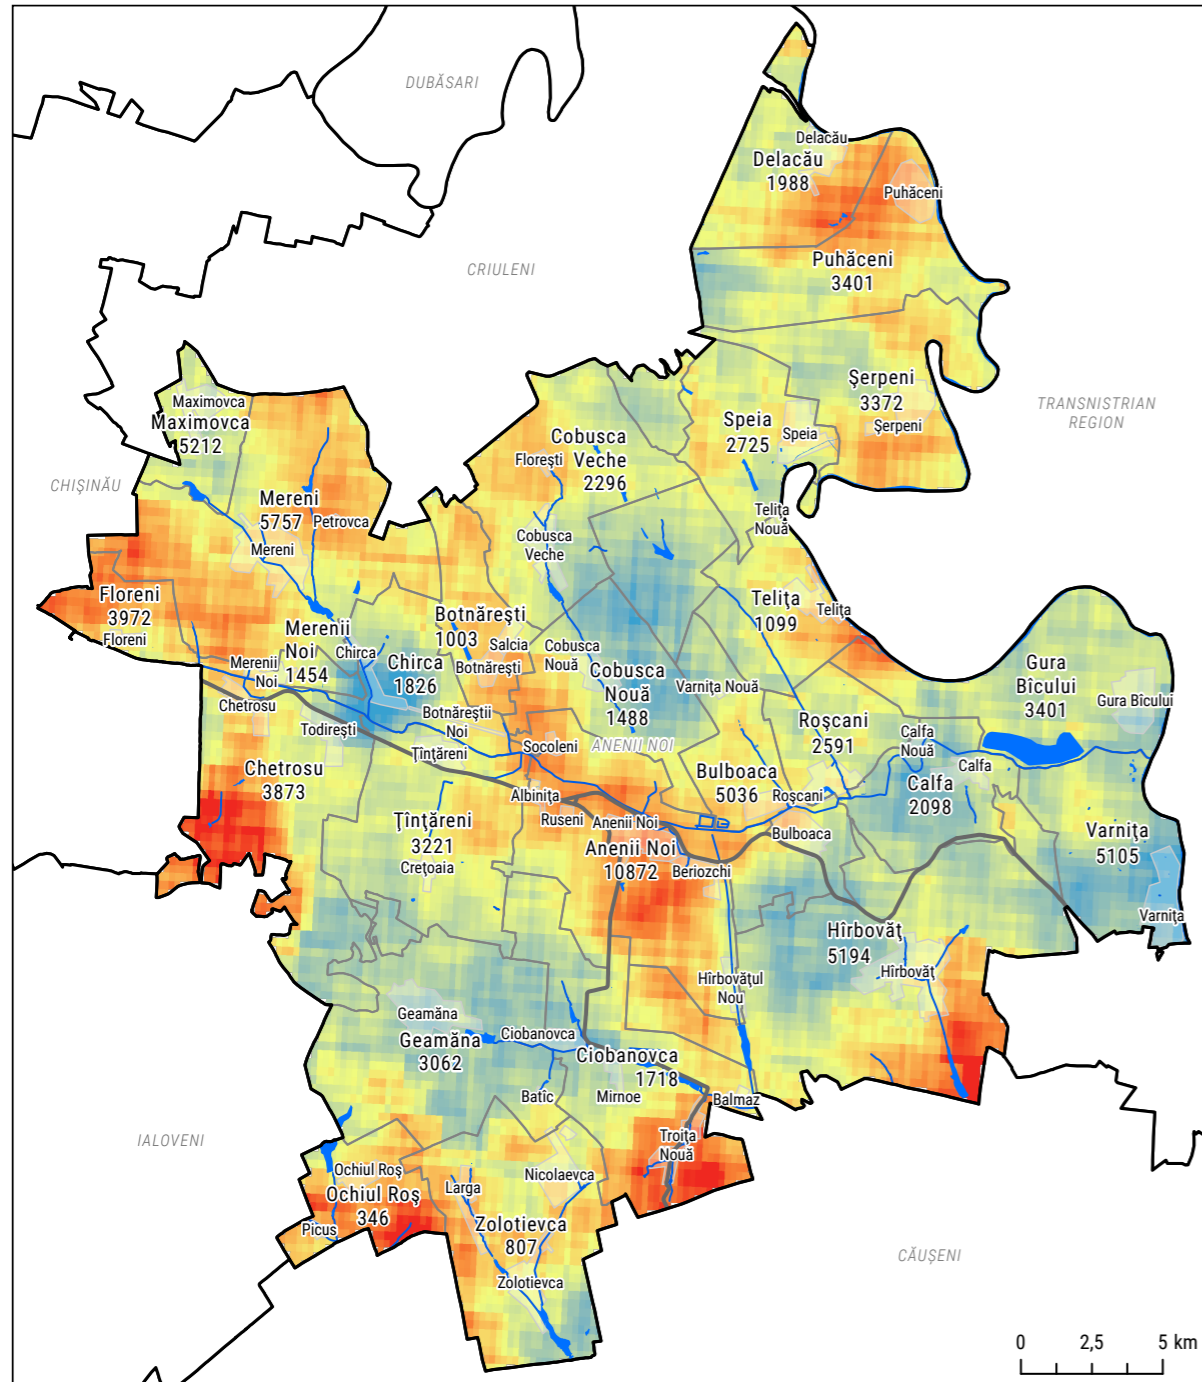 DUBĂSARI
Delacău
Delacău
1988
Puhăceni
Puhăceni
3401
CRIULENI
Maximovca
Maximovca
5212
Şerpeni
3372
Şerpeni
TRANSNISTRIAN
REGION
Speia
2725
Speia
Cobusca
Veche
2296
Floreşti
CHIŞINĂU
Mereni
5757
Petrovca
Mereni
Teliţa
Nouă
Cobusca
Veche
Floreni
3972
Floreni
Teliţa
1099
Teliţa
Botnăreşti
1003
Salcia
Botnăreşti
Merenii
Noi
1454
Chirca
Chirca
1826
Cobusca
Nouă
Merenii
Noi
Cobusca
Nouă
1488
Varniţa Nouă
Gura
Bîcului
3401
Gura Bîcului
Chetrosu
Todireşti
Botnăreştii
Noi
Roşcani
2591
Calfa
Nouă
Ţînţăreni
Socoleni
ANENII NOI
Calfa
Calfa
2098
Chetrosu
3873
Bulboaca
5036
Roşcani
Albiniţa
Ruseni
Anenii Noi
Bulboaca
Varniţa
5105
Ţînţăreni
3221
Creţoaia
Anenii Noi
10872
Beriozchi
Varniţa
Hîrbovăţ
5194
Hîrbovăţ
Hîrbovăţul
Nou
Geamăna
Geamăna
3062
Ciobanovca
Ciobanovca
1718
Batîc
Mirnoe
Balmaz
IALOVENI
Troiţa
Nouă
Ochiul Roş
Ochiul Roş
346
Larga
Nicolaevca
Picus
Zolotievca
807
Zolotievca
CĂUŞENI
0 2,5 5 km